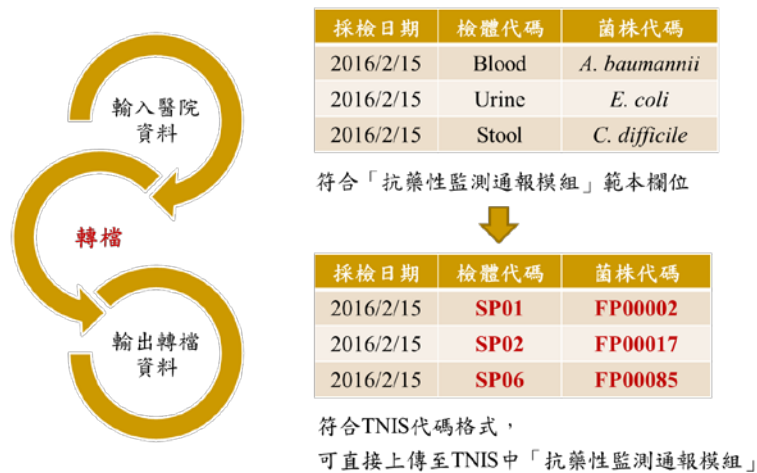 輸入醫院
資料
轉檔
輸出轉檔
資料
採檢日期 檢體代碼 菌株代碼
2016/2/15 Blood A. baumannii
2016/2/15 Urine E. coli
2016/2/15 Stool C. difficile
符合「抗藥性監測通報模組」範本欄位
採檢日期 檢體代碼 菌株代碼
2016/2/15 SP01 FP00002
2016/2/15 SP02 FP00017
2016/2/15 SP06 FP00085
符合TNIS代碼格式，
可直接上傳至TNIS中「抗藥性監測通報模組」